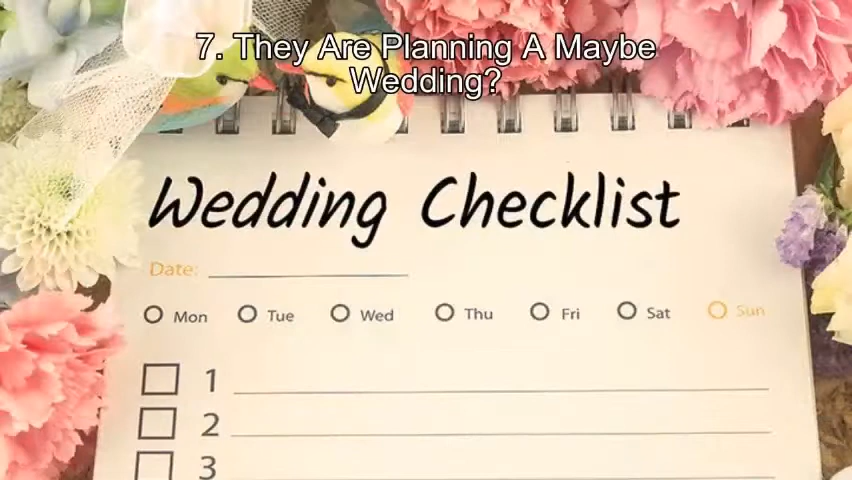 7. They Are Planning A Maybe
Wedding?
Wedding Checklist
Date:
Mon Tue Wed Thu Fri Sat Sun
1
2
3